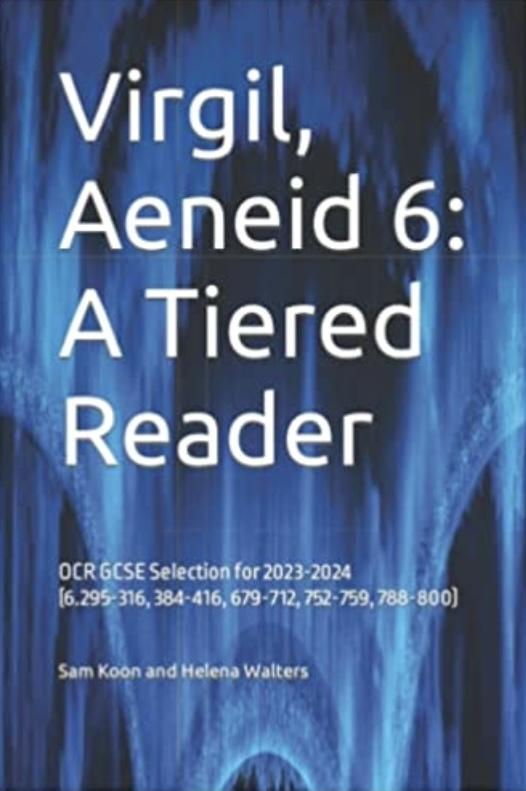 Virgil,
Aeneid 6:
A Tiered
Reader
OCR GCSE Selection for 2023-2024
(6.295-316, 384-416, 679-712, 752-759, 788-800)
Sam Koon and Helena Walters